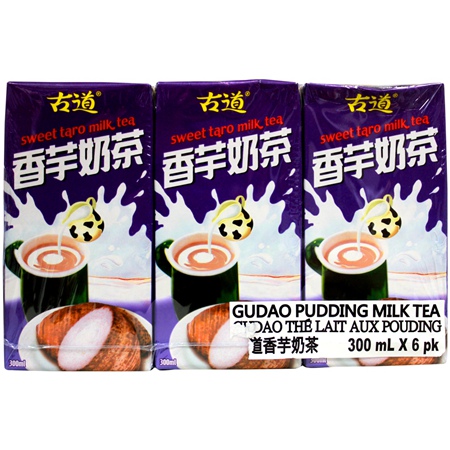 古道®
sweet taro milk tea
香芋奶茶
300ml
古道®
sweet taro milk tea
香芋奶茶
300ml
古道®
sweet taro milk tea
香芋奶茶
GUDAO PUDDING MILK TEA
GUDAO THÉ LAIT AUX POUDING
道香芋奶茶 300 mL X 6 pk